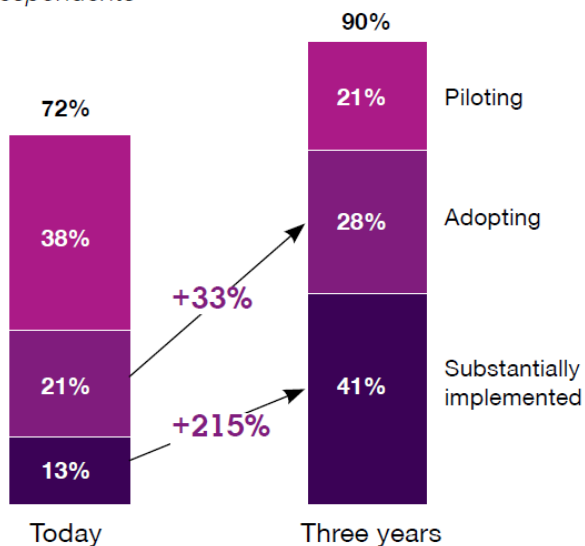 90%
72%
21%
Piloting
38%
28%
Adopting
+33%
21%
41%
Substantially
implemented
+215%
13%
Today
Three years